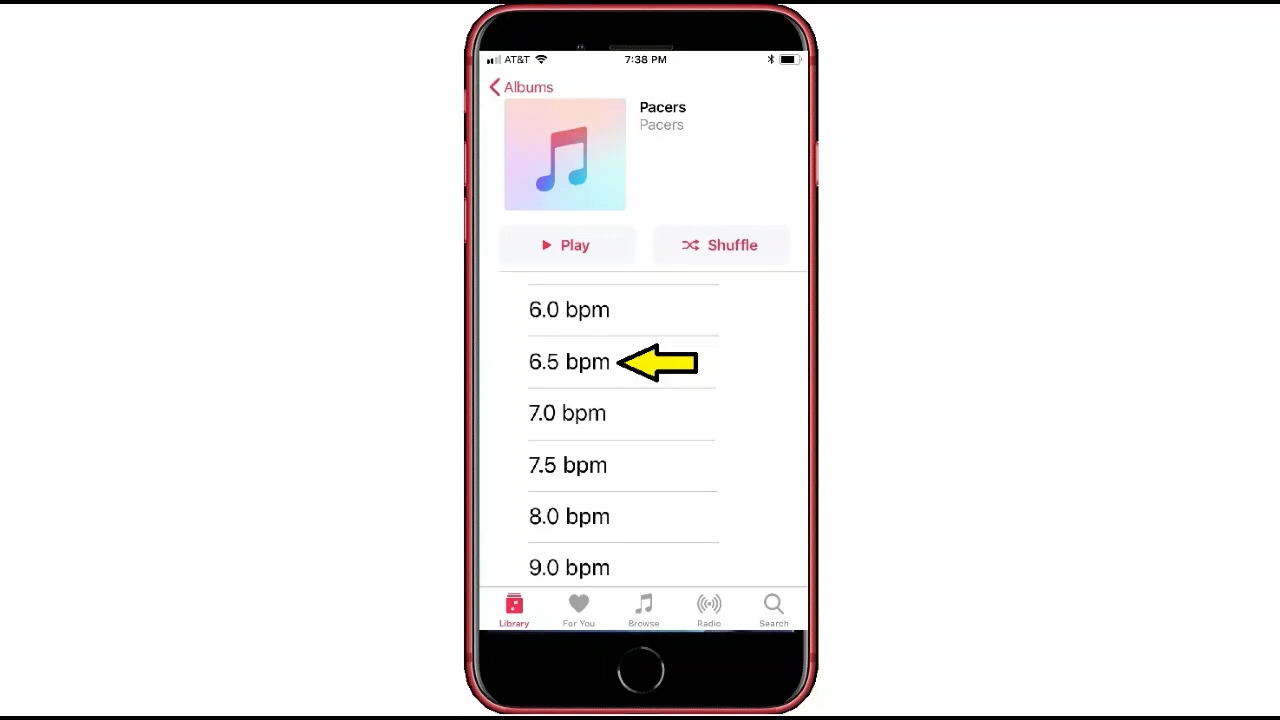 AT&T 7:38 PM
Albums
Pacers
Pacers
Play Shuffle
6.0 bpm
6.5 bpm
7.0 bpm
7.5 bpm
8.0 bpm
9.0 bpm
Library For You Browse Radio Search